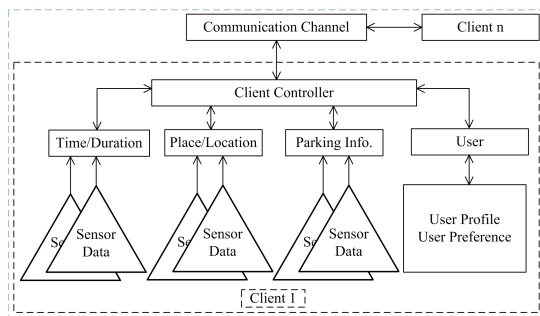 Communication Channel
Client n
Client Controller
Time/Duration
Place/Location
Parking Info.
User
Sensor
Data
Sensor
Data
Sensor
Data
User Profile
User Preference
Client 1